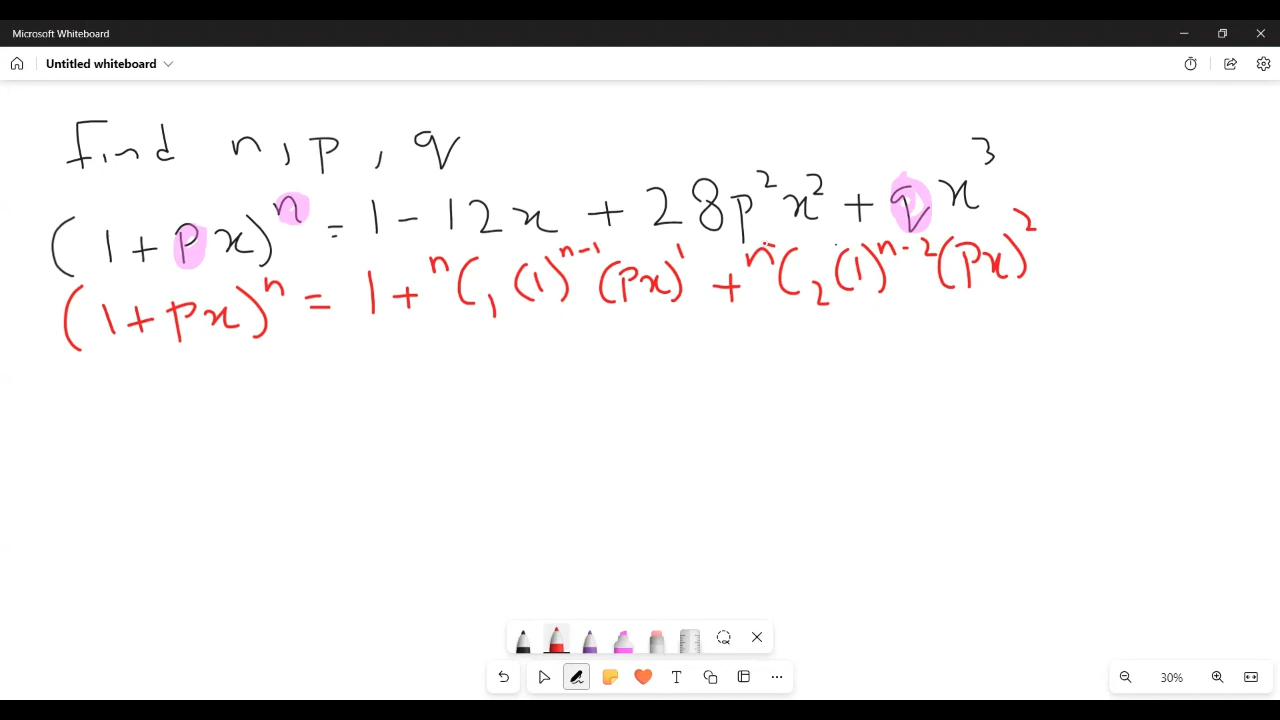 Microsoft Whiteboard
Untitled whiteboard
Find n, p, q
(1 + px)ⁿ = 1 - 12x + 28p²x² + qx³
(1 + px)ⁿ = 1 + ⁿC₁ (1)ⁿ⁻¹ (px)¹ + ⁿC₂ (1)ⁿ⁻² (px)²
30%